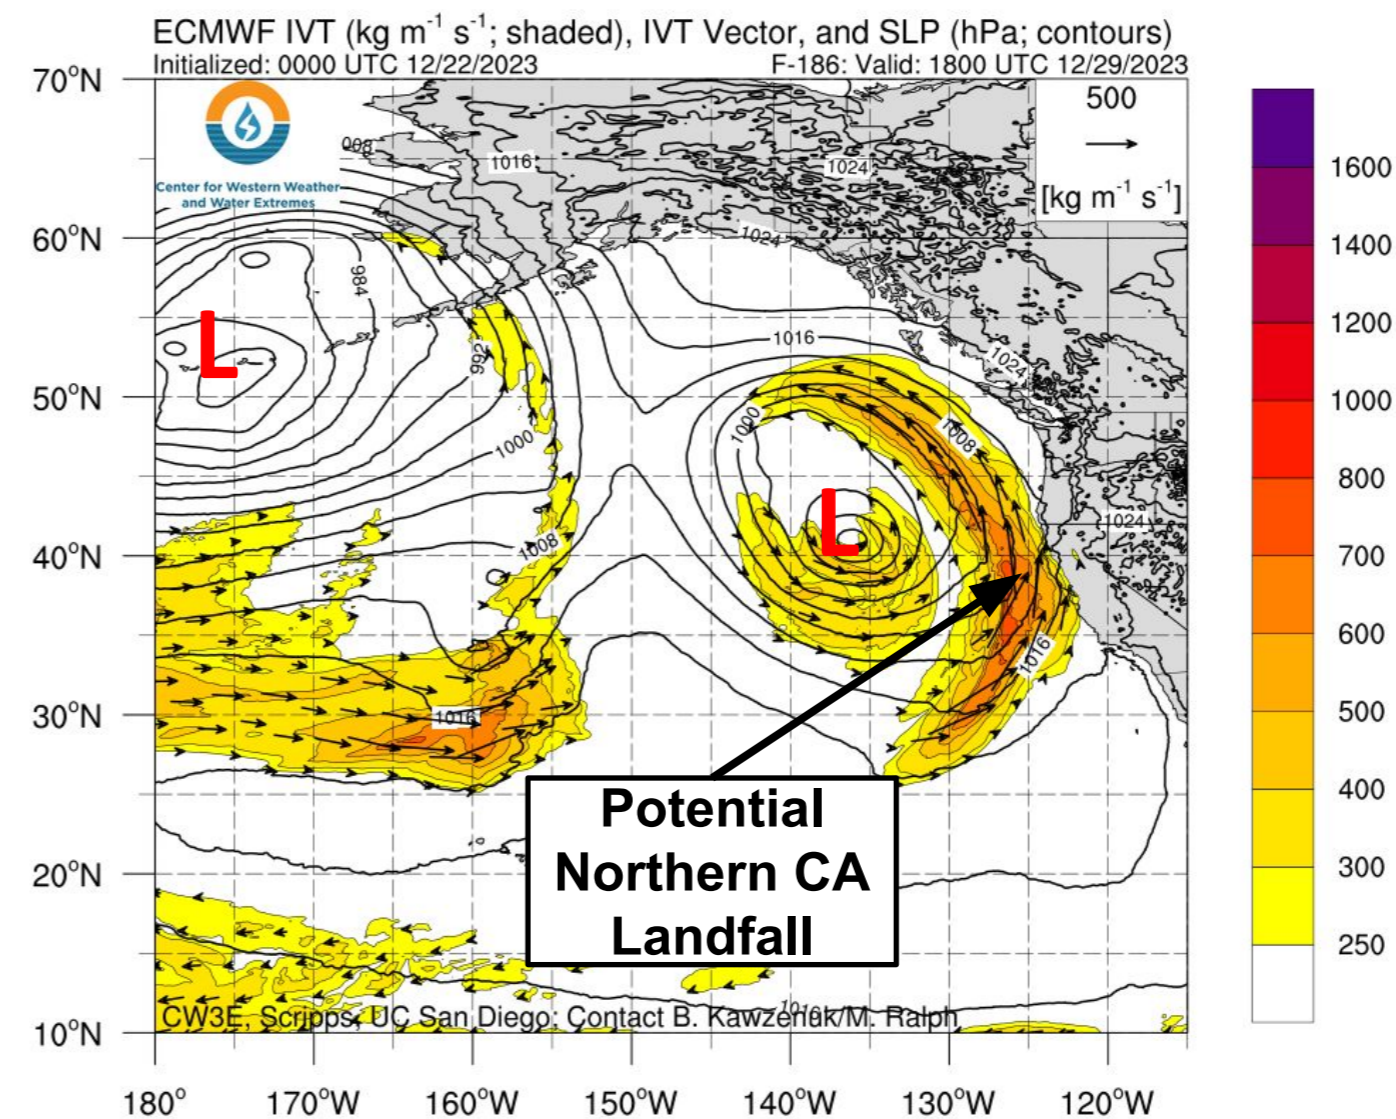 ECMWF IVT (kg m⁻¹ s⁻¹; shaded), IVT Vector, and SLP (hPa; contours)
Initialized: 0000 UTC 12/22/2023 F-186: Valid: 1800 UTC 12/29/2023
Center for Western Weather
and Water Extremes
500
[kg m⁻¹ s⁻¹]
70°N
60°N
50°N
40°N
30°N
20°N
10°N
1016
1024
1024
984
992
1016
1024
1000
1000
1008
1008
1024
1016
1016
1016
L
L
Potential
Northern CA
Landfall
CW3E, Scripps, UC San Diego; Contact B. Kawzenuk/M. Ralph
180°
170°W
160°W
150°W
140°W
130°W
120°W
1600
1400
1200
1000
800
700
600
500
400
300
250